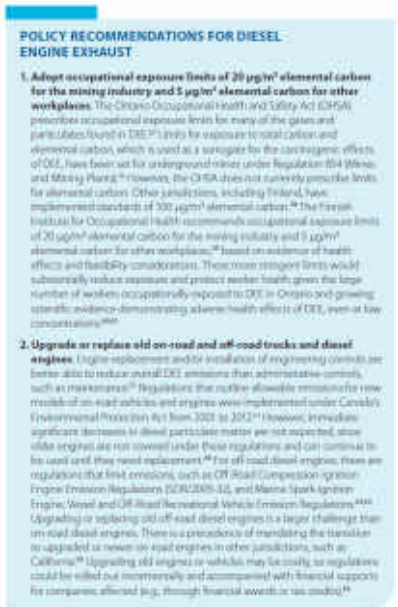 POLICY RECOMMENDATIONS FOR DIESEL
ENGINE EXHAUST
1. Adopt occupational exposure limits of 20 µg/m³ elemental carbon
for the mining industry and 5 µg/m³ elemental carbon for other
workplaces. The Ontario Occupational Health and Safety Act (OHSA)
prescribes occupational exposure limits for many of the gases and
particulates found in DEE. Limits for exposure to total carbon and
elemental carbon, which is used as a surrogate for the carcinogenic effects
of DEE, have been set for underground mines under Regulation 854 (Mines
and Mining Plants). However, the OHSA does not currently prescribe limits
for elemental carbon. Other jurisdictions, including Finland, have
implemented standards of 100 µg/m³ elemental carbon. The Finnish
Institute for Occupational Health recommends occupational exposure limits
of 20 µg/m³ elemental carbon for the mining industry and 5 µg/m³
elemental carbon for other workplaces, based on evidence of health
effects and feasibility considerations. These more stringent limits would
substantially reduce exposure and protect worker health given the large
number of workers occupationally exposed to DEE in Ontario and growing
scientific evidence demonstrating adverse health effects of DEE, even at low
concentrations.
2. Upgrade or replace old on-road and off-road trucks and diesel
engines. Engine replacement and/or installation of engineering controls are
better able to reduce overall DEE emissions than administrative controls,
such as maintenance. Regulations that outline allowable emissions for new
models of on-road vehicles and engines were implemented under Canada's
Environmental Protection Act from 2001 to 2012. However, immediate
significant decreases in diesel particulate matter are not expected, since
older engines are not covered under these regulations and can continue to
be used until they need replacement. For off-road diesel engines, there are
regulations that limit emissions, such as Off-Road Compression-Ignition
Engine Emission Regulations (SOR/2005-32), and Marine Spark-Ignition
Engine, Vessel and Off-Road Recreational Vehicle Emission Regulations.
Upgrading or replacing old off-road diesel engines is a larger challenge than
on-road diesel engines. There is a precedence of mandating the transition
to upgraded or newer on-road engines in other jurisdictions, such as
California. Upgrading old engines or vehicles may be costly, so regulations
could be rolled out incrementally and accompanied with financial supports
for companies affected (e.g., through financial awards or tax credits).